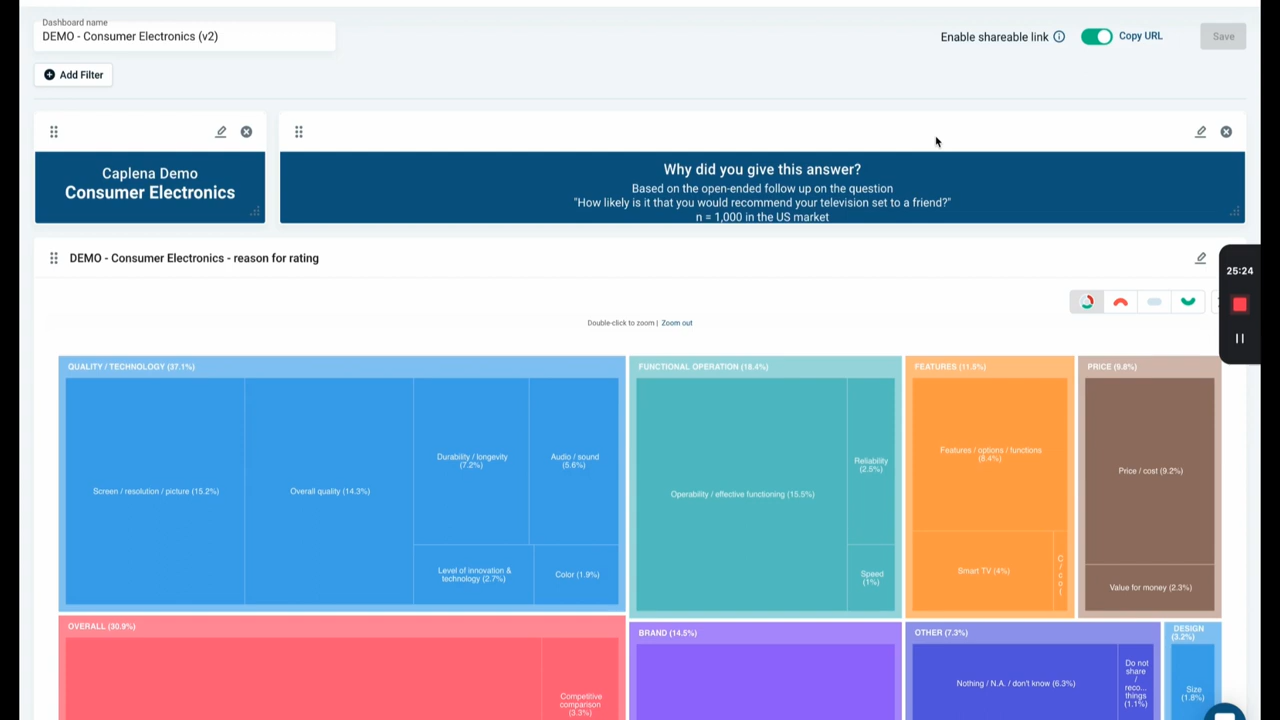 Dashboard name
DEMO - Consumer Electronics (v2)
Enable shareable link
Copy URL
Save
Add Filter
Caplena Demo
Consumer Electronics
Why did you give this answer?
Based on the open-ended follow up on the question
"How likely is it that you would recommend your television set to a friend?"
n = 1,000 in the US market
DEMO - Consumer Electronics - reason for rating
25:24
Double-click to zoom | Zoom out
QUALITY / TECHNOLOGY (37.1%)
Screen / resolution / picture (15.2%)
Overall quality (14.3%)
Durability / longevity
(7.2%)
Audio / sound
(5.6%)
Level of innovation &
technology (2.7%)
Color (1.9%)
FUNCTIONAL OPERATION (18.4%)
Operability / effective functioning (15.5%)
Reliability
(2.5%)
Speed
(1%)
FEATURES (11.5%)
Features / options / functions
(8.4%)
Smart TV (4%)
PRICE (9.8%)
Price / cost (9.2%)
Value for money (2.3%)
OVERALL (30.9%)
Competitive
comparison
(3.3%)
BRAND (14.5%)
OTHER (7.3%)
Nothing / N.A. / don't know (6.3%)
Do not
share
/
reco...
things
(1.1%)
DESIGN
(3.2%)
Size
(1.8%)